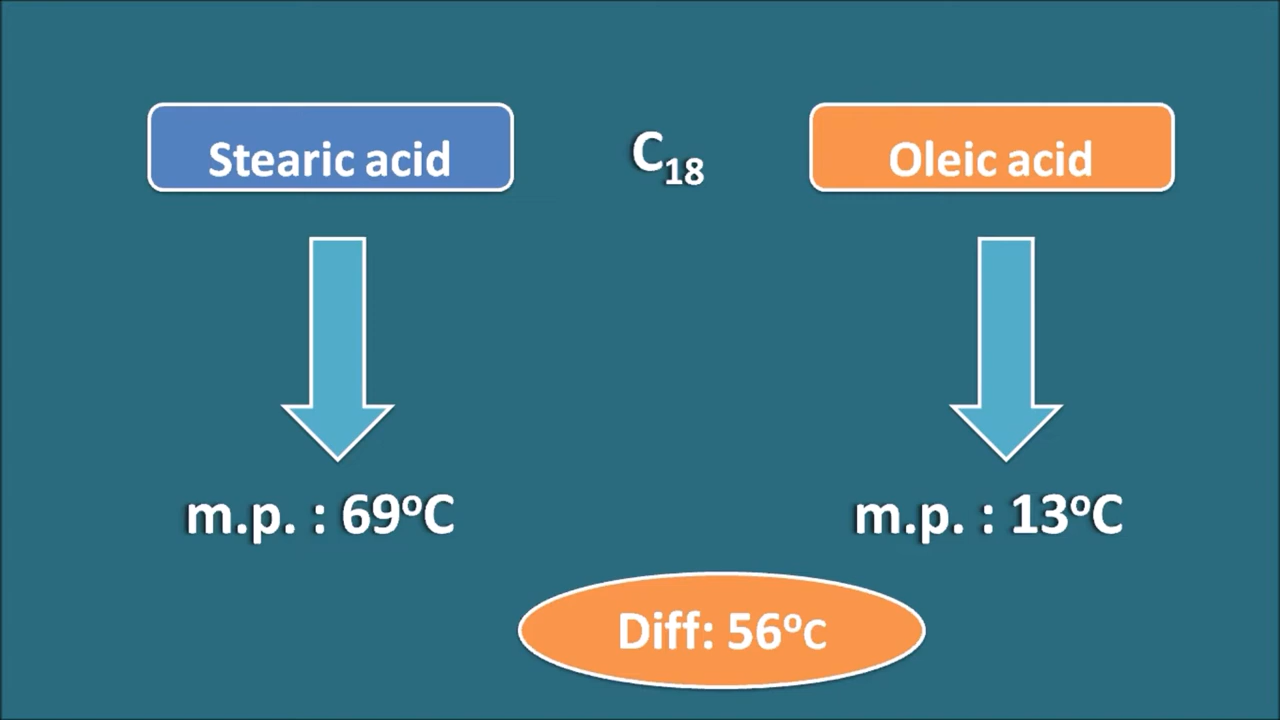 Stearic acid
C₁₈
Oleic acid
m.p. : 69ºC
m.p. : 13ºC
Diff: 56ºC